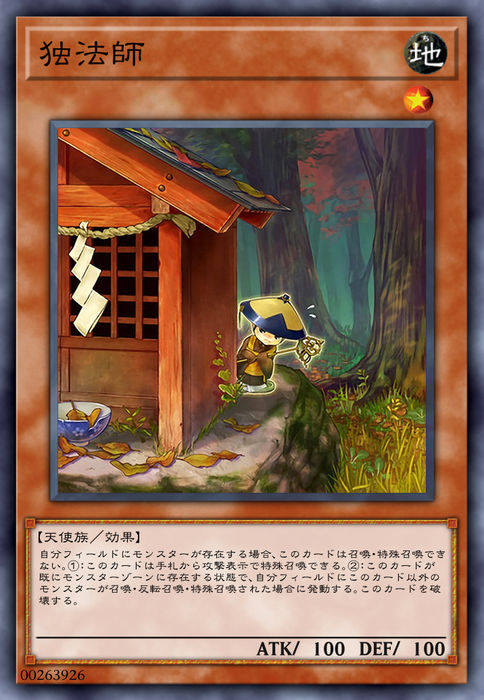 独法師
ち
地
【天使族／効果】
自分フィールドにモンスターが存在する場合、このカードは召喚・特殊召喚でき
ない。①：このカードは手札から攻撃表示で特殊召喚できる。②：このカードが
既にモンスターゾーンに存在する状態で、自分フィールドにこのカード以外の
モンスターが召喚・反転召喚・特殊召喚された場合に発動する。このカードを破
壊する。
ATK/ 100 DEF/ 100
00263926